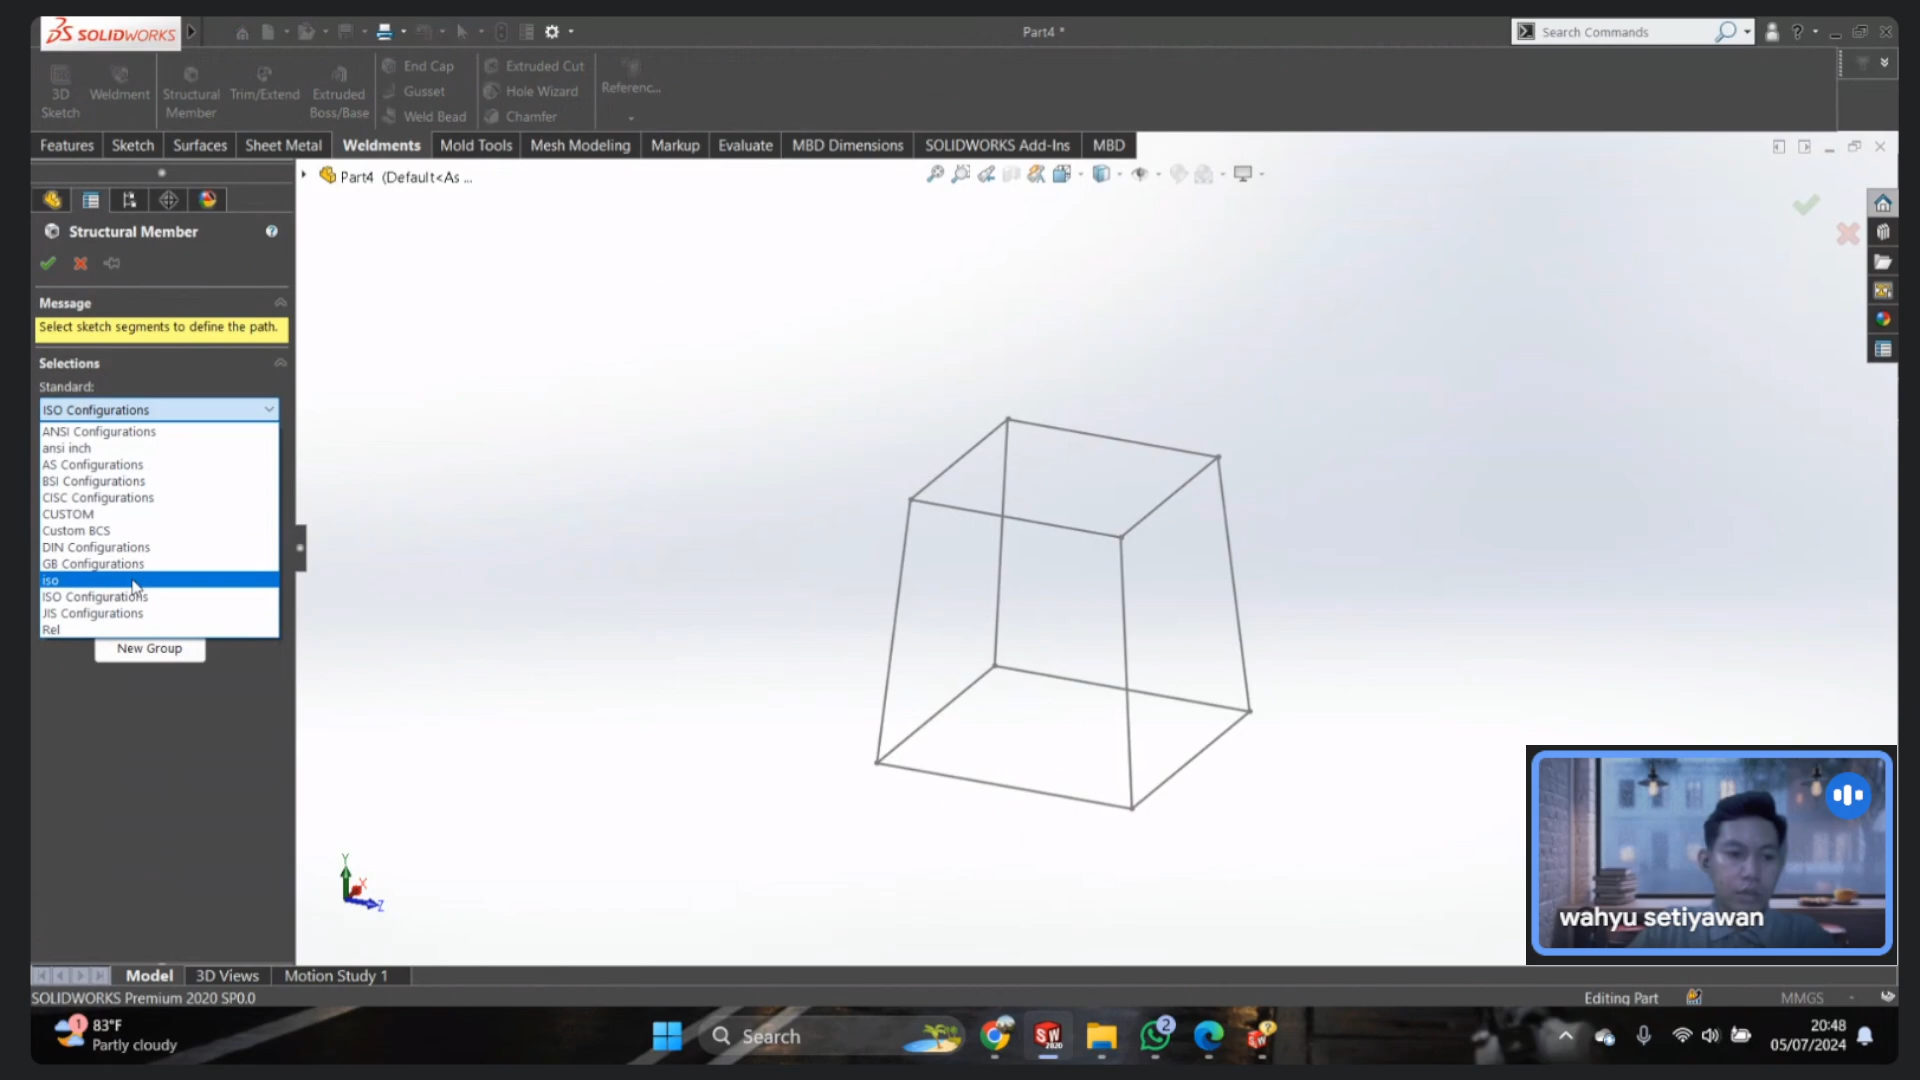 SOLIDWORKS
Part4 *
Search Commands
3D Sketch
Weldment
Structural Member
Trim/Extend
Extruded Boss/Base
End Cap
Gusset
Weld Bead
Extruded Cut
Hole Wizard
Chamfer
Referenc...
Features
Sketch
Surfaces
Sheet Metal
Weldments
Mold Tools
Mesh Modeling
Markup
Evaluate
MBD Dimensions
SOLIDWORKS Add-Ins
MBD
Part4 (Default<As ...
Structural Member
Message
Select sketch segments to define the path.
Selections
Standard:
ISO Configurations
ANSI Configurations
ansi inch
AS Configurations
BSI Configurations
CISC Configurations
CUSTOM
Custom BCS
DIN Configurations
GB Configurations
iso
ISO Configurations
JIS Configurations
Rel
New Group
Y
X
Z
wahyu setiyawan
Model
3D Views
Motion Study 1
SOLIDWORKS Premium 2020 SP0.0
Editing Part
MMGS
1
83°F
Partly cloudy
Search
SW
2020
2
20:48
05/07/2024